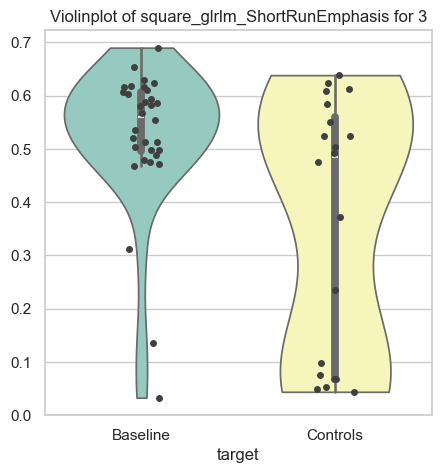 Violinplot of square_glrlm_ShortRunEmphasis for 3
0.7
0.6
0.5
0.4
0.3
0.2
0.1
0.0
Baseline
Controls
target